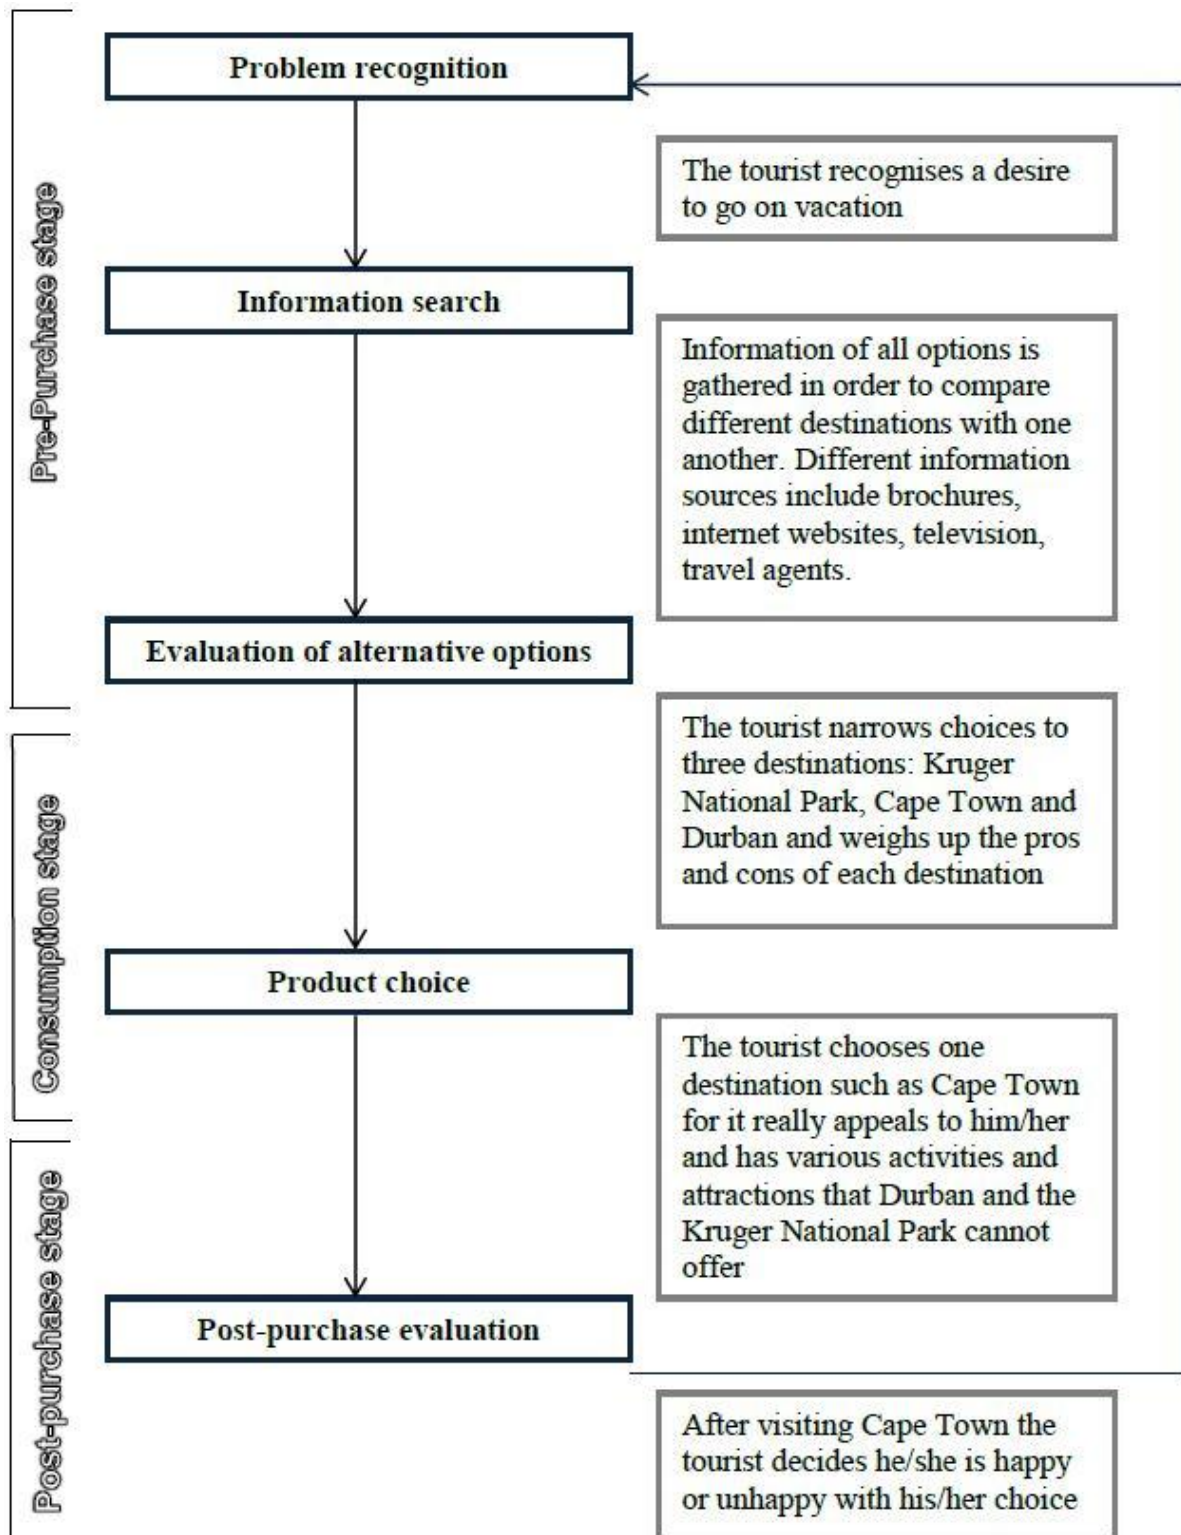 Pre-Purchase stage
Problem recognition
The tourist recognises a desire
to go on vacation
Information search
Information of all options is
gathered in order to compare
different destinations with one
another. Different information
sources include brochures,
internet websites, television,
travel agents.
Evaluation of alternative options
The tourist narrows choices to
three destinations: Kruger
National Park, Cape Town and
Durban and weighs up the pros
and cons of each destination
Consumption stage
Product choice
The tourist chooses one
destination such as Cape Town
for it really appeals to him/her
and has various activities and
attractions that Durban and the
Kruger National Park cannot
offer
Post-purchase stage
Post-purchase evaluation
After visiting Cape Town the
tourist decides he/she is happy
or unhappy with his/her choice